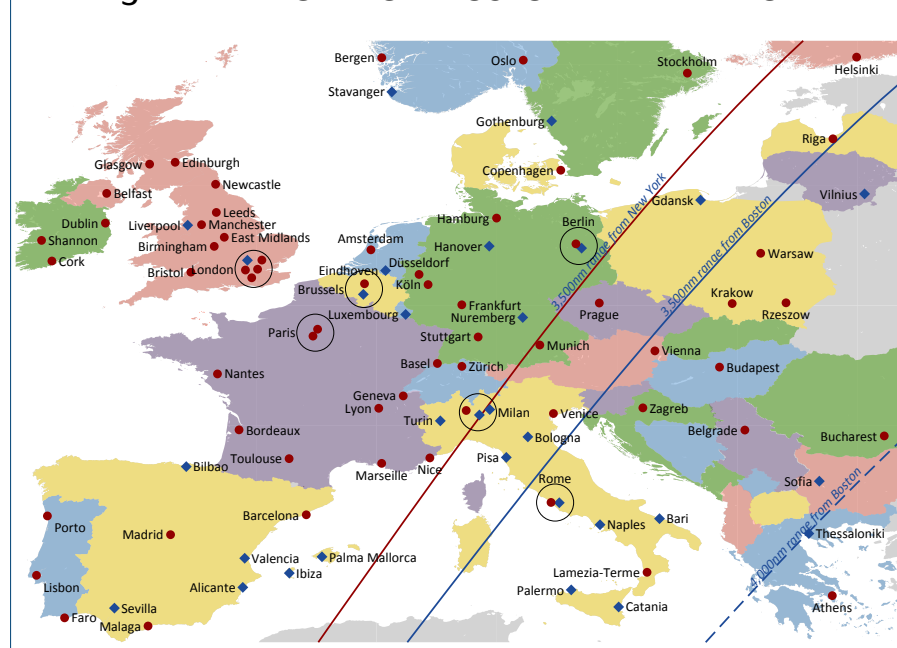 Bergen
Oslo
Stockholm
Helsinki
Stavanger
Gothenburg
Riga
Glasgow
Edinburgh
Copenhagen
Newcastle
Belfast
Vilnius
Gdansk
Leeds
Hamburg
Dublin
Liverpool
Manchester
Berlin
Shannon
East Midlands
Amsterdam
Birmingham
Hanover
Warsaw
Cork
Bristol
London
Eindhoven
Düsseldorf
Köln
Brussels
3,500nm range from New York
3,500nm range from Boston
Krakow
Frankfurt
Prague
Rzeszow
Luxembourg
Nuremberg
Paris
Stuttgart
Munich
Vienna
Basel
Zürich
Budapest
Nantes
Geneva
Lyon
Milan
Venice
Zagreb
Turin
Bordeaux
Bologna
Belgrade
Bucharest
Toulouse
Nice
Pisa
Bilbao
Marseille
Rome
Sofia
Barcelona
Porto
Naples
Bari
Madrid
4,000nm range from Boston
Thessaloniki
Valencia
Palma Mallorca
Ibiza
Lamezia-Terme
Lisbon
Alicante
Palermo
Sevilla
Catania
Athens
Faro
Malaga